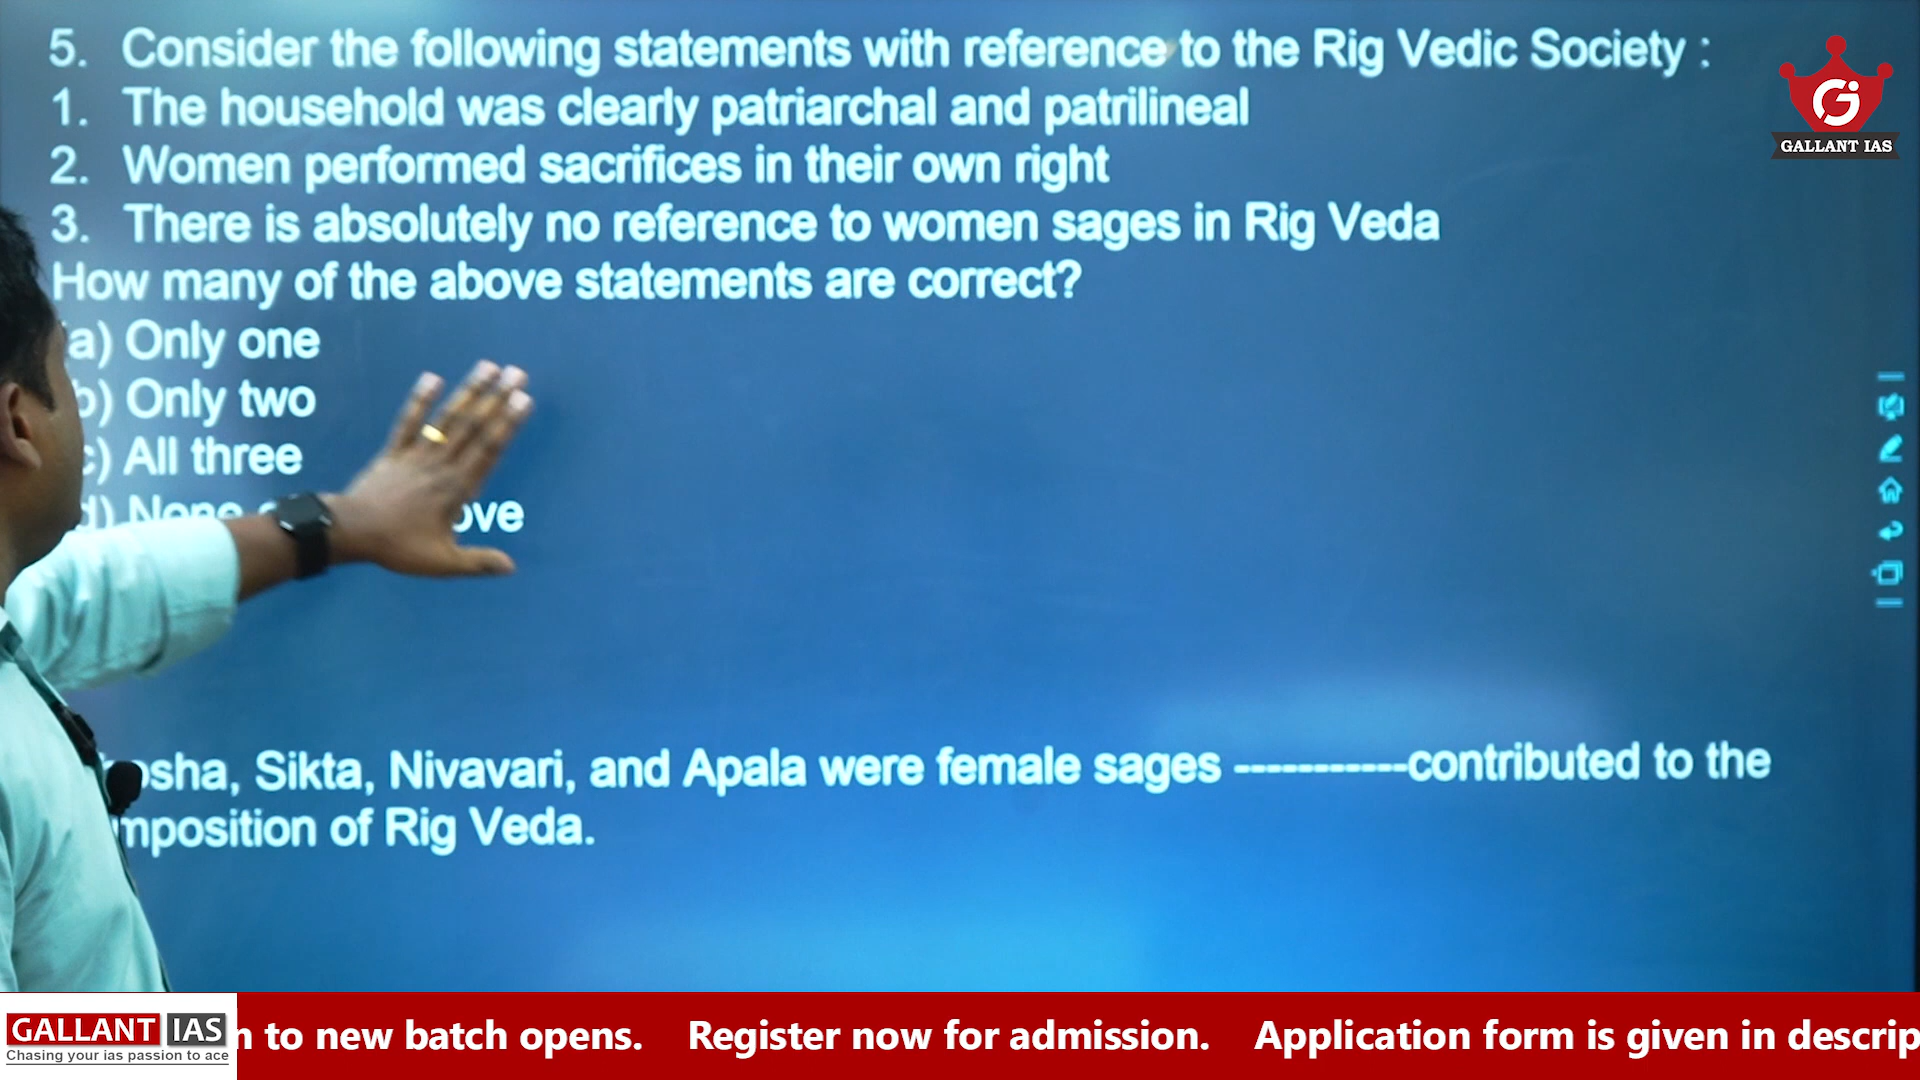 5. Consider the following statements with reference to the Rig Vedic Society :
1. The household was clearly patriarchal and patrilineal
2. Women performed sacrifices in their own right
3. There is absolutely no reference to women sages in Rig Veda
How many of the above statements are correct?
a) Only one
b) Only two
c) All three
d) None
osha, Sikta, Nivavari, and Apala were female sages -----------contributed to the
mposition of Rig Veda.
G
GALLANT IAS
GALLANT IAS
Chasing your ias passion to ace
n to new batch opens. Register now for admission. Application form is given in descrip